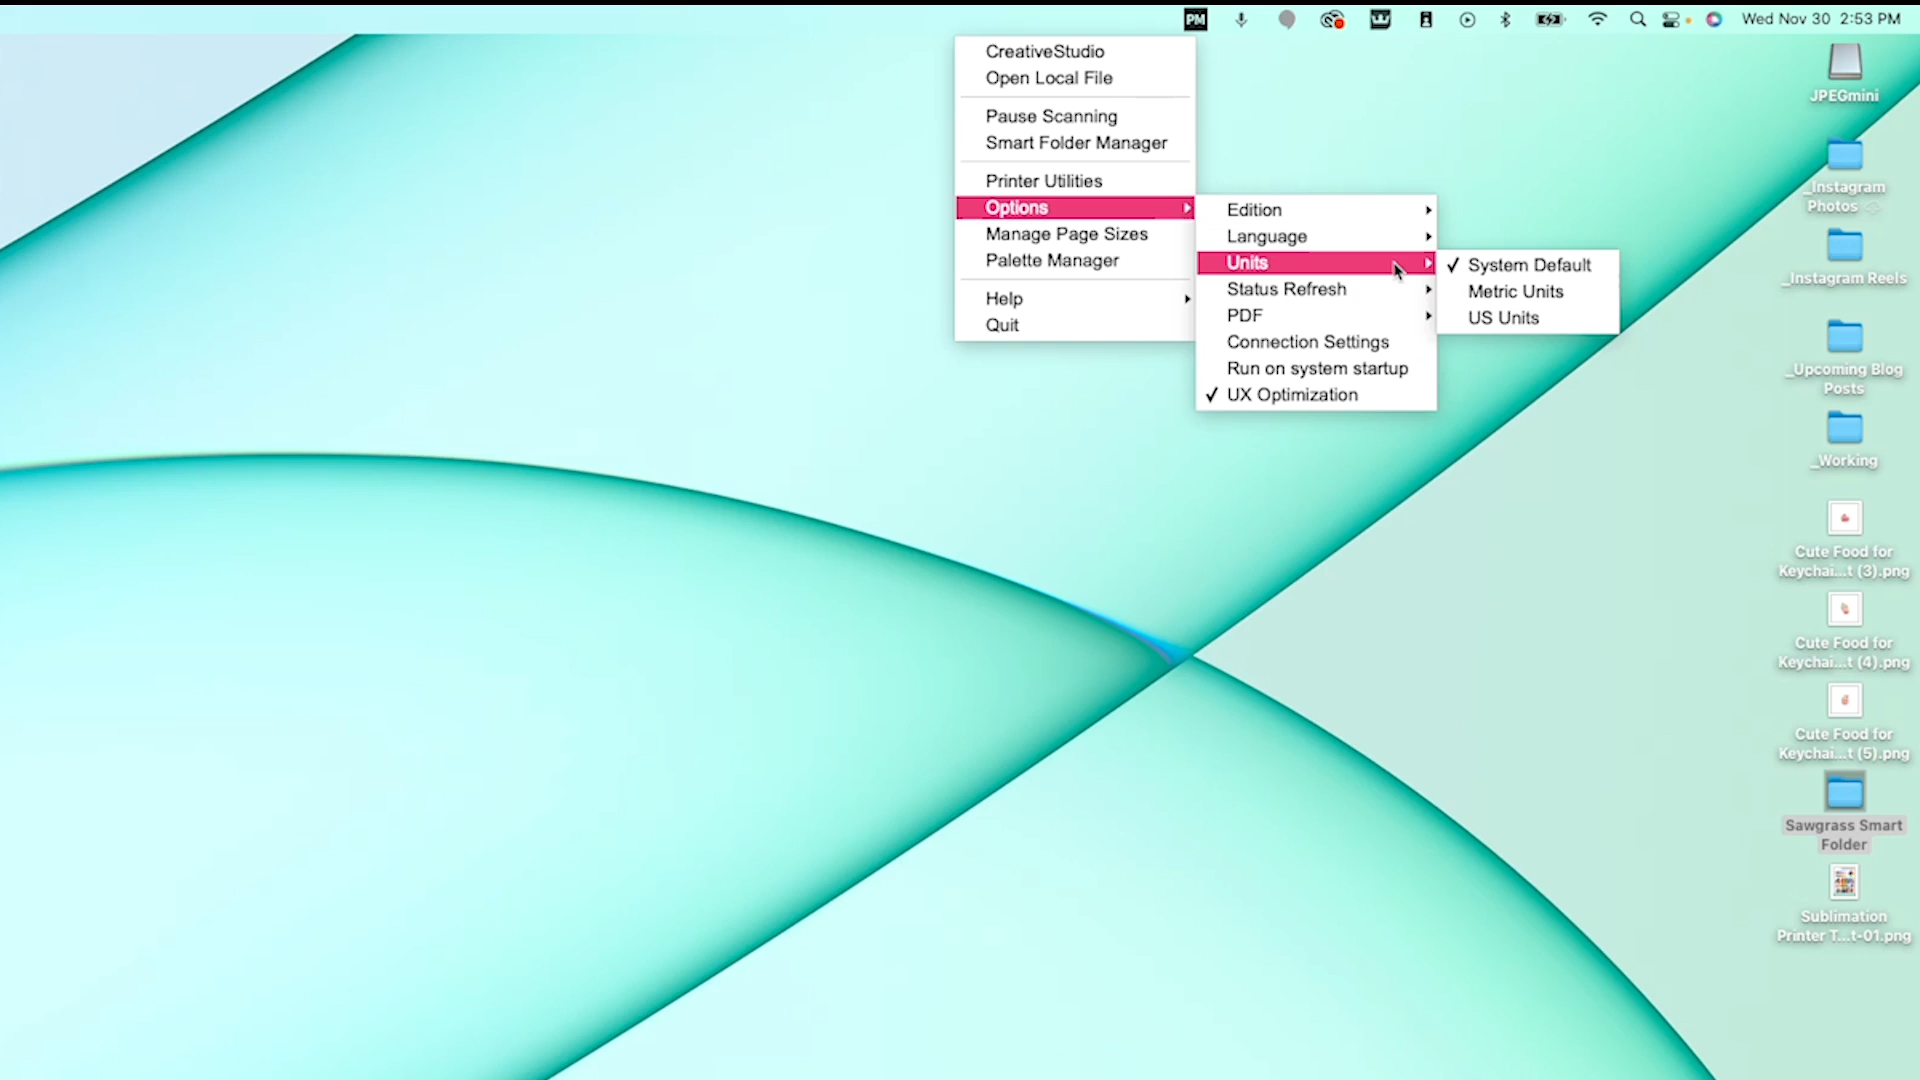 PM
Wed Nov 30 2:53 PM
CreativeStudio
Open Local File
Pause Scanning
Smart Folder Manager
Printer Utilities
Options
Manage Page Sizes
Palette Manager
Help
Quit
Edition
Language
Units
Status Refresh
PDF
Connection Settings
Run on system startup
✓ UX Optimization
✓ System Default
Metric Units
US Units
JPEGmini
_Instagram
Photos
_Instagram Reels
_Upcoming Blog
Posts
_Working
Cute Food for
Keychai...t (3).png
Cute Food for
Keychai...t (4).png
Cute Food for
Keychai...t (5).png
Sawgrass Smart
Folder
Sublimation
Printer T...t-01.png